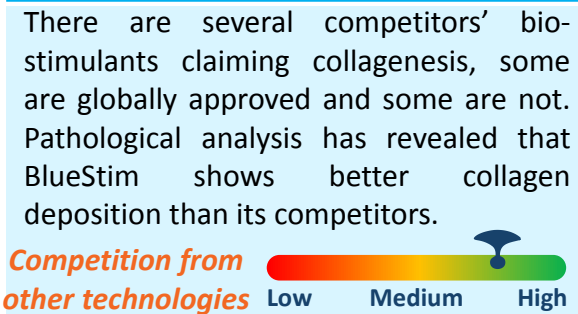 There are several competitors’ bio-
stimulants claiming collagenesis, some
are globally approved and some are not.
Pathological analysis has revealed that
BlueStim shows better collagen
deposition than its competitors.
Competition from
other technologies
Low Medium High